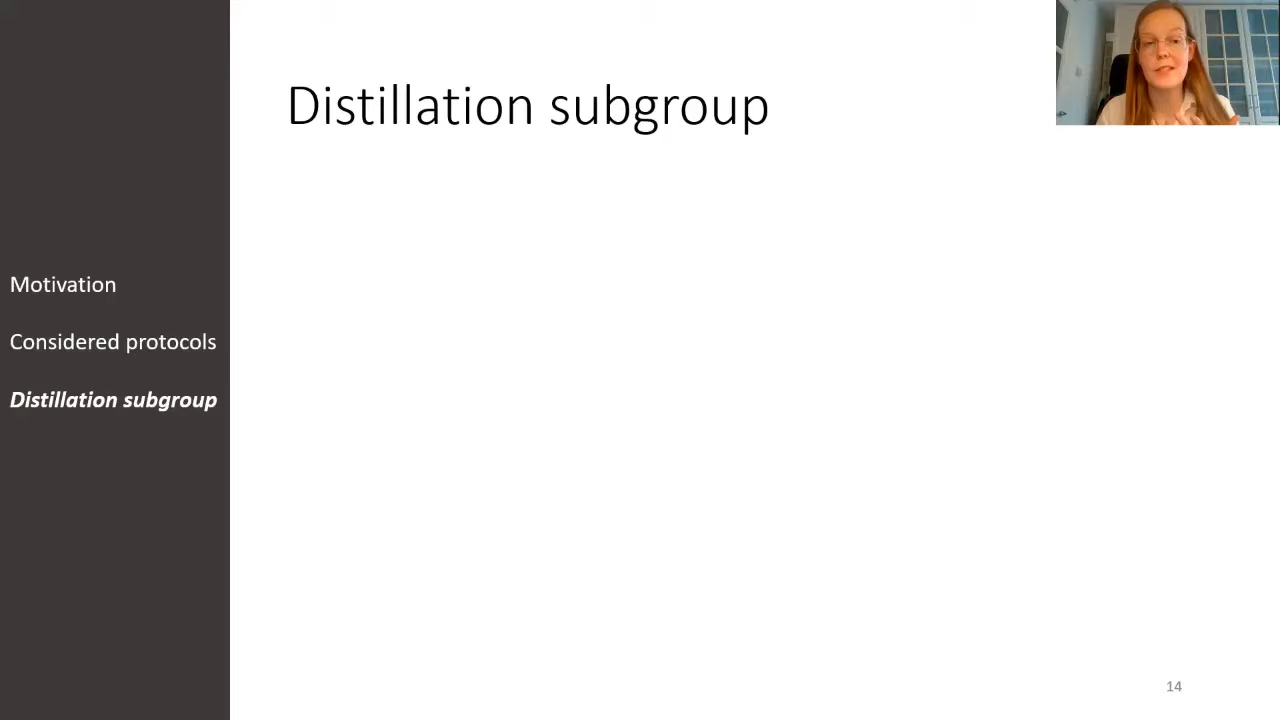 Distillation subgroup
Motivation
Considered protocols
Distillation subgroup
14